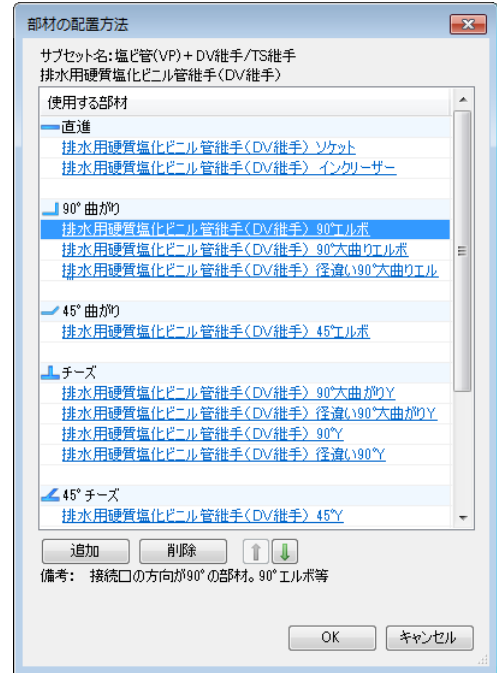 部材の配置方法
サブセット名：塩ビ管(VP)＋DV継手/TS継手
排水用硬質塩化ビニル管継手(DV継手)
使用する部材
直進
排水用硬質塩化ビニル管継手(DV継手) ソケット
排水用硬質塩化ビニル管継手(DV継手) インクリーザー
90°曲がり
排水用硬質塩化ビニル管継手(DV継手) 90°エルボ
排水用硬質塩化ビニル管継手(DV継手) 90°大曲りエルボ
排水用硬質塩化ビニル管継手(DV継手) 径違い90°大曲りエル
45°曲がり
排水用硬質塩化ビニル管継手(DV継手) 45°エルボ
チーズ
排水用硬質塩化ビニル管継手(DV継手) 90°大曲がりY
排水用硬質塩化ビニル管継手(DV継手) 径違い90°大曲がりY
排水用硬質塩化ビニル管継手(DV継手) 90°Y
排水用硬質塩化ビニル管継手(DV継手) 径違い90°Y
45°チーズ
排水用硬質塩化ビニル管継手(DV継手) 45°Y
追加 削除
備考： 接続口の方向が90°の部材。90°エルボ等
OK キャンセル